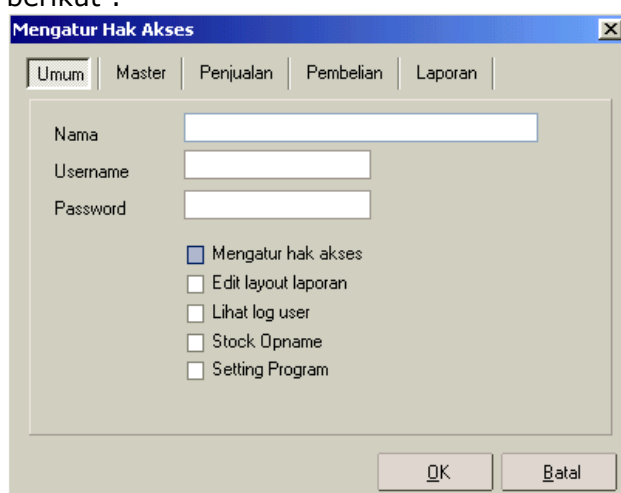 berikut :
Mengatur Hak Akses
Umum Master Penjualan Pembelian Laporan
Nama
Username
Password
Mengatur hak akses
Edit layout laporan
Lihat log user
Stock Opname
Setting Program
OK Batal